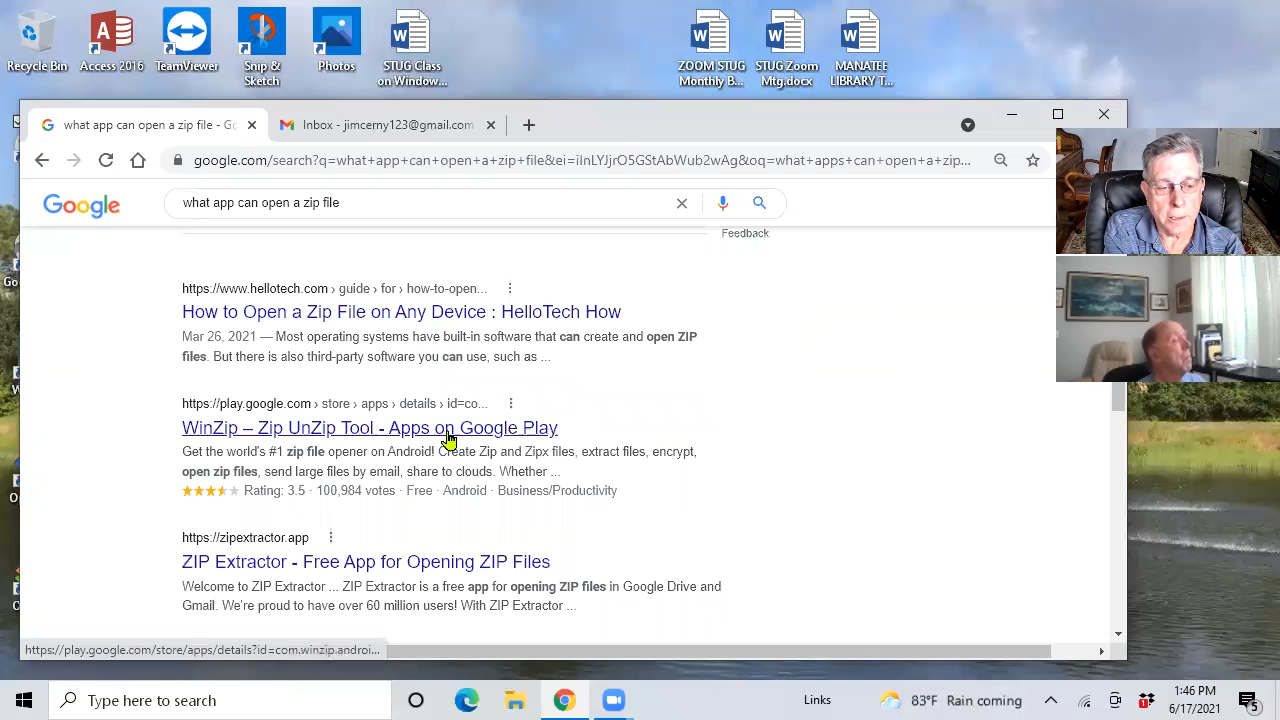 Recycle Bin
Access 2016
TeamViewer
Snip &
Sketch
Photos
STUG Class
on Window...
ZOOM STUG
Monthly B...
STUG Zoom
Mtg.docx
MANATEE
LIBRARY T...
what app can open a zip file - Go
Inbox - jimcerny123@gmail.com
google.com/search?q=what+app+can+open+a+zip+file&ei=iInLYJjrO5GStAbWub2wAg&oq=what+apps+can+open+a+zip...
Google
what app can open a zip file
Feedback
https://www.hellotech.com › guide › for › how-to-open...
How to Open a Zip File on Any Device : HelloTech How
Mar 26, 2021 — Most operating systems have built-in software that can create and open ZIP
files. But there is also third-party software you can use, such as ...
https://play.google.com › store › apps › details › id=co...
WinZip – Zip UnZip Tool - Apps on Google Play
Get the world's #1 zip file opener on Android! Create Zip and Zipx files, extract files, encrypt,
open zip files, send large files by email, share to clouds. Whether ...
Rating: 3.5 · 100,984 votes · Free · Android · Business/Productivity
https://zipextractor.app
ZIP Extractor - Free App for Opening ZIP Files
Welcome to ZIP Extractor ... ZIP Extractor is a free app for opening ZIP files in Google Drive and
Gmail. We're proud to have over 60 million users! With ZIP Extractor ...
https://play.google.com/store/apps/details?id=com.winzip.androi...
Type here to search
Links
83°F Rain coming
1:46 PM
6/17/2021
5